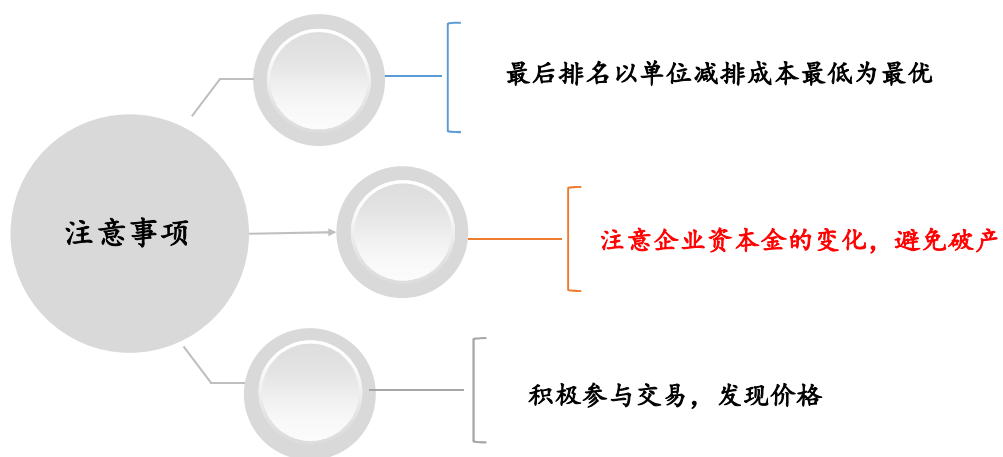 注意事项
最后排名以单位减排成本最低为最优
注意企业资本金的变化，避免破产
积极参与交易，发现价格